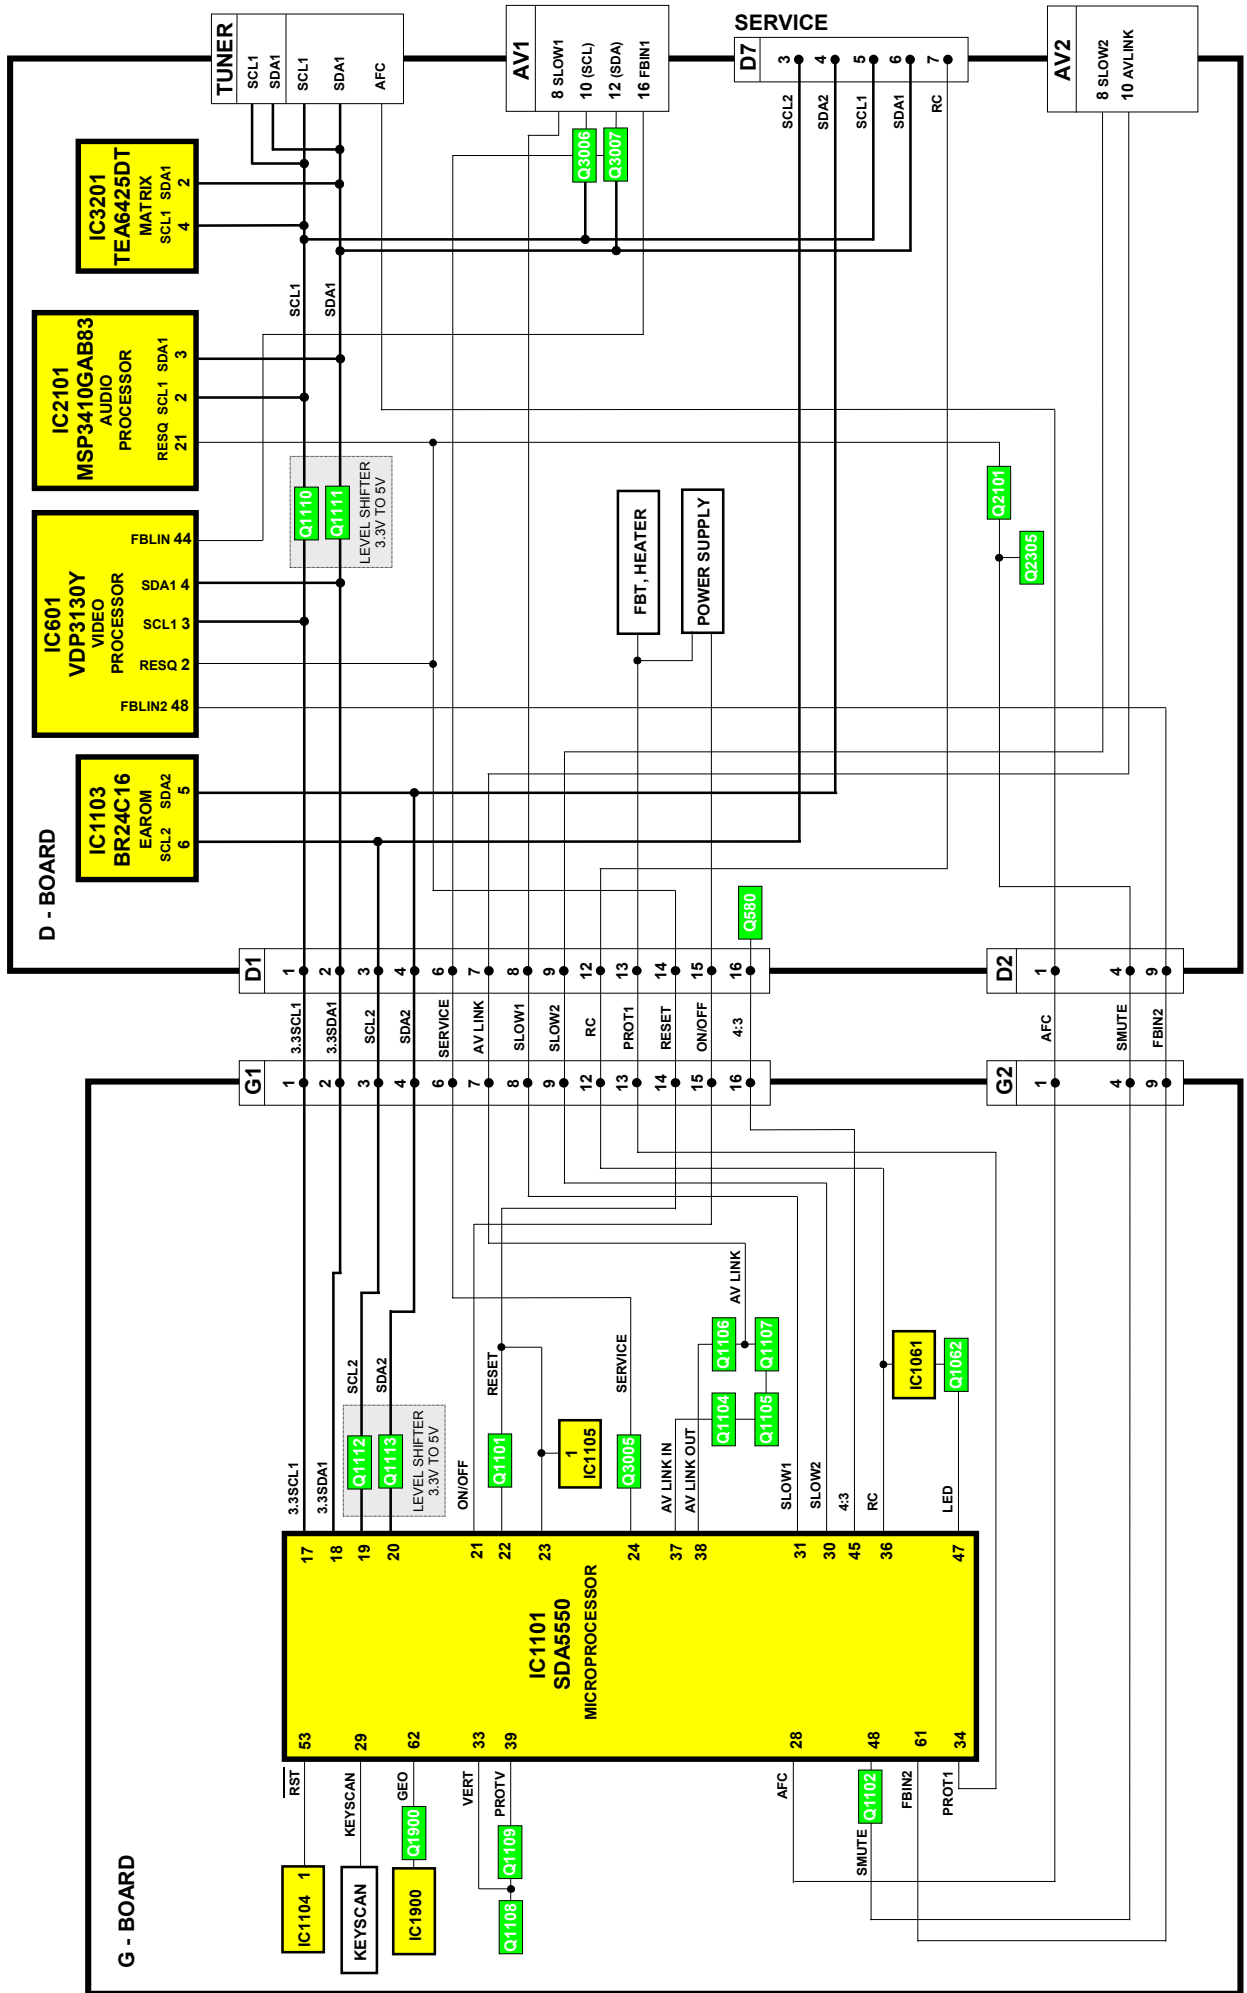 G - BOARD
IC1104 1
KEYSCAN
IC1900
Q1900
Q1108
Q1109
RST
KEYSCAN
GEO
VERT
PROTV
AFC
SMUTE
Q1102
FBIN2
PROT1
53
29
62
33
39
28
48
61
34
IC1101
SDA5550
MICROPROCESSOR
17
18
19
20
21
22
23
24
37
38
31
30
45
36
47
3.3SCL1
3.3SDA1
SCL2
SDA2
Q1112
Q1113
LEVEL SHIFTER
3.3V TO 5V
ON/OFF
RESET
Q1101
1
IC1105
SERVICE
Q3005
AV LINK IN
AV LINK OUT
Q1104
Q1105
Q1106
Q1107
AV LINK
SLOW1
SLOW2
4:3
RC
LED
IC1061
Q1062
G1
1
2
3
4
6
7
8
9
12
13
14
15
16
G2
1
4
9
3.3SCL1
3.3SDA1
SCL2
SDA2
SERVICE
AV LINK
SLOW1
SLOW2
RC
PROT1
RESET
ON/OFF
4:3
AFC
SMUTE
FBIN2
D1
1
2
3
4
6
7
8
9
12
13
14
15
16
D2
1
4
9
D - BOARD
Q580
IC1103
BR24C16
EAROM
SCL2 SDA2
6 5
IC601
VDP3130Y
VIDEO
PROCESSOR
FBLIN2 48
RESQ 2
SCL1 3
SDA1 4
FBLIN 44
IC2101
MSP3410GAB83
AUDIO
PROCESSOR
RESQ SCL1 SDA1
21 2 3
IC3201
TEA6425DT
MATRIX
SCL1 SDA1
4 2
Q1110
Q1111
LEVEL SHIFTER
3.3V TO 5V
SCL1
SDA1
FBT, HEATER
POWER SUPPLY
Q2101
Q2305
Q3006
Q3007
TUNER
SCL1
SDA1
SCL1
SDA1
AFC
AV1
8 SLOW1
10 (SCL)
12 (SDA)
16 FBIN1
SERVICE
D7
3
4
5
6
7
SCL2
SDA2
SCL1
SDA1
RC
AV2
8 SLOW2
10 AVLINK